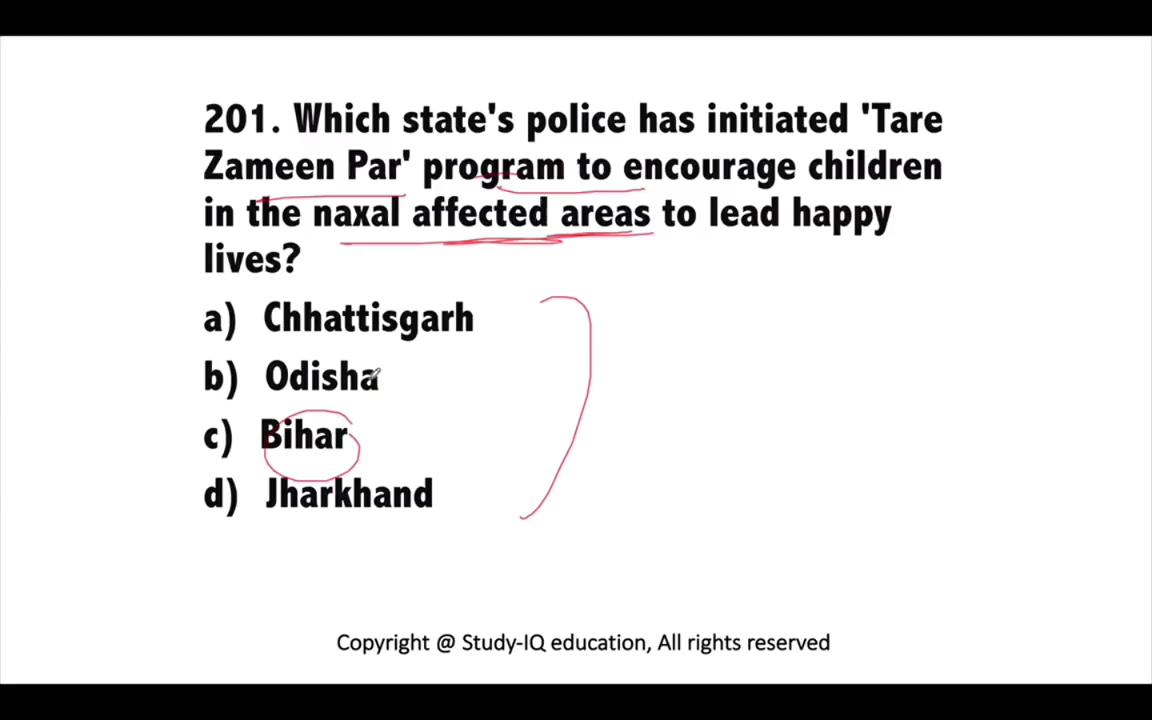 201. Which state's police has initiated 'Tare
Zameen Par' program to encourage children
in the naxal affected areas to lead happy
lives?
a) Chhattisgarh
b) Odisha
c) Bihar
d) Jharkhand
Copyright @ Study-IQ education, All rights reserved